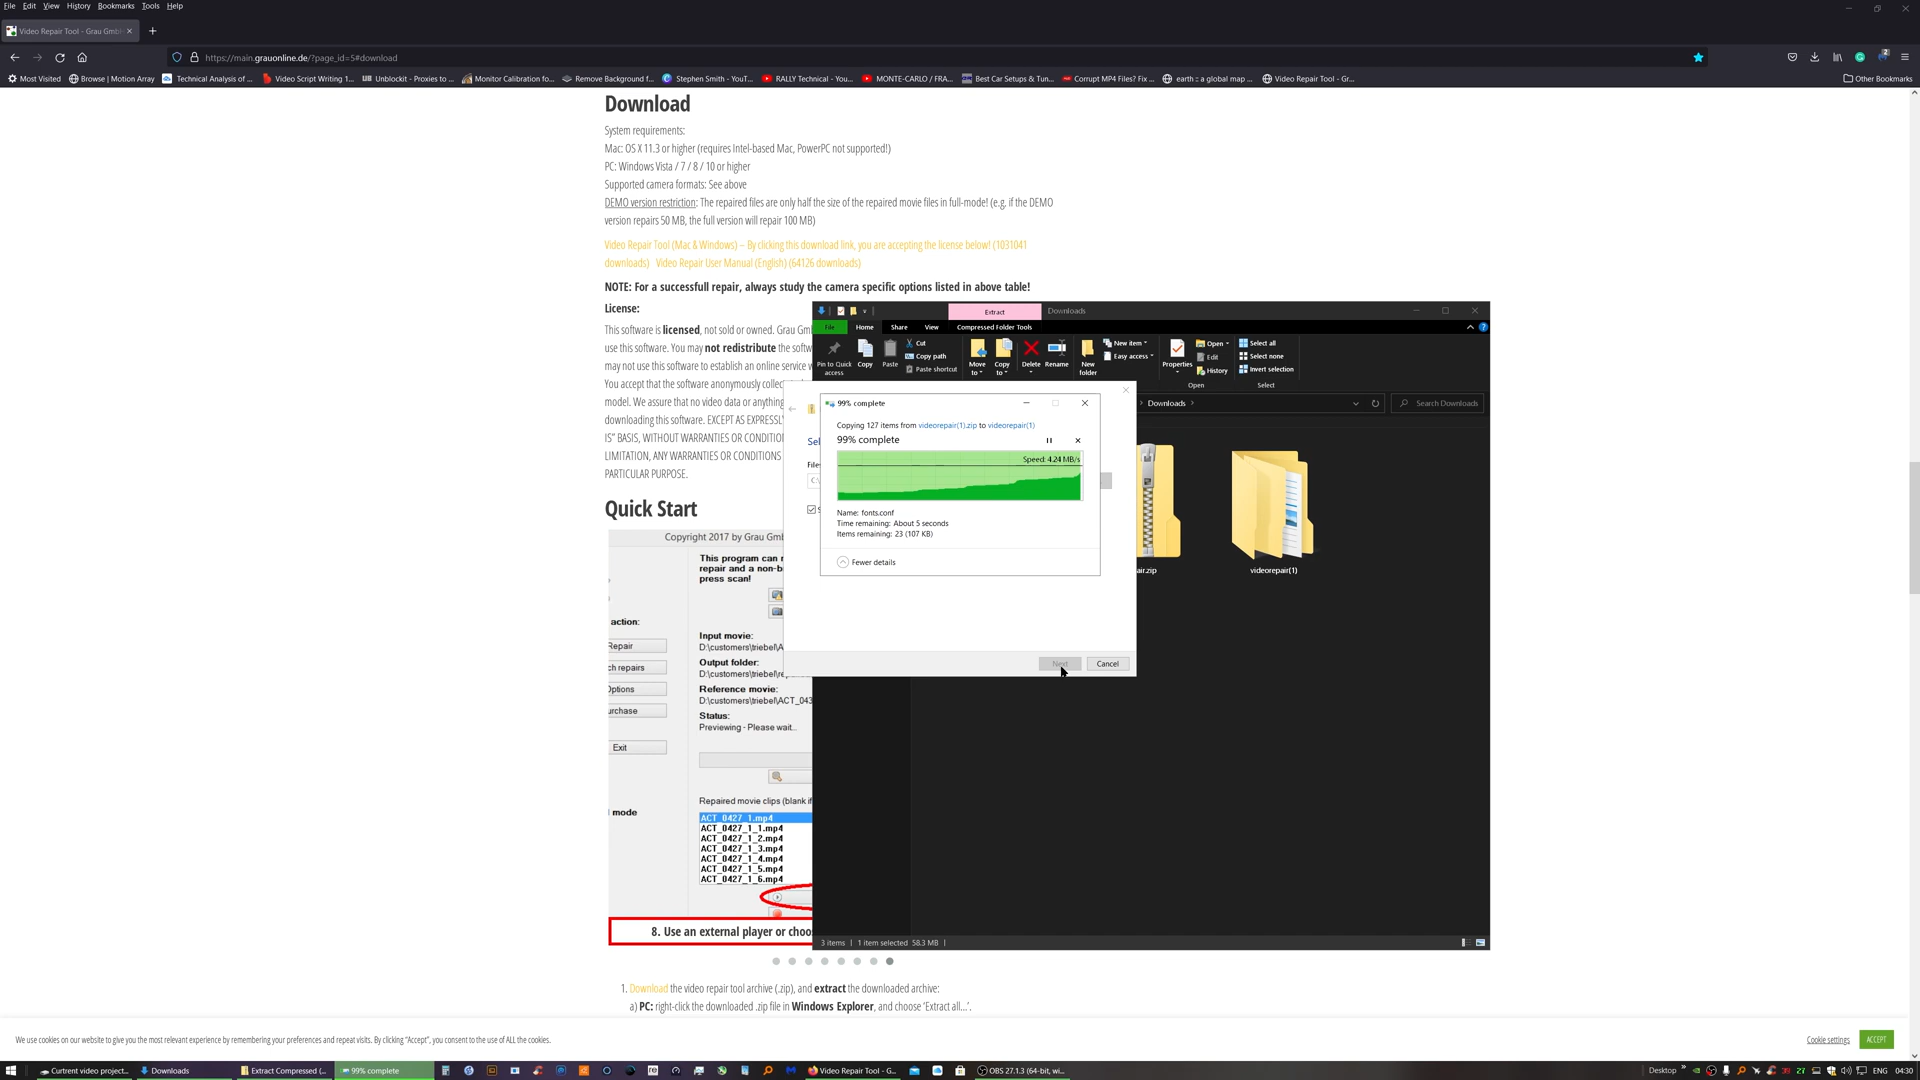 File Edit View History Bookmarks Tools Help
Video Repair Tool - Grau GmbH
https://main.grauonline.de/?page_id=5#download
Most Visited Browse | Motion Array Technical Analysis of ... Video Script Writing 1... Unblockit - Proxies to ... Monitor Calibration fo... Remove Background f... Stephen Smith - YouT... RALLY Technical - You... MONTE-CARLO / FRA... Best Car Setups & Tun... Corrupt MP4 Files? Fix ... earth :: a global map ... Video Repair Tool - Gr... Other Bookmarks
Download
System requirements:
Mac: OS X 11.3 or higher (requires Intel-based Mac, PowerPC not supported!)
PC: Windows Vista / 7 / 8 / 10 or higher
Supported camera formats: See above
DEMO version restriction: The repaired files are only half the size of the repaired movie files in full-mode! (e.g. if the DEMO
version repairs 50 MB, the full version will repair 100 MB)
Video Repair Tool (Mac & Windows) – By clicking this download link, you are accepting the license below! (1031041
downloads) Video Repair User Manual (English) (64126 downloads)
NOTE: For a successfull repair, always study the camera specific options listed in above table!
License:
This software is licensed, not sold or owned. Grau Gm
use this software. You may not redistribute the softw
may not use this software to establish an online service w
You accept that the software anonymously collec
model. We assure that no video data or anything
downloading this software. EXCEPT AS EXPRESSL
IS" BASIS, WITHOUT WARRANTIES OR CONDITION
LIMITATION, ANY WARRANTIES OR CONDITIONS
PARTICULAR PURPOSE.
Extract Downloads
File Home Share View Compressed Folder Tools
Pin to Quick access Copy Paste Cut Copy path Paste shortcut Move to Copy to Delete Rename New folder New item Easy access Properties Open Edit History Select all Select none Invert selection
Open Select
Downloads Search Downloads
99% complete
Copying 127 items from videorepair(1).zip to videorepair(1)
99% complete
Speed: 4.24 MB/s
Name: fonts.conf
Time remaining: About 5 seconds
Items remaining: 23 (107 KB)
Fewer details
Sel
Files
C:\
S
Next Cancel
air.zip videorepair(1)
3 items 1 item selected 58.3 MB
Quick Start
Copyright 2017 by Grau Gmb
This program can r
repair and a non-b
press scan!
action:
Repair
ch repairs
Options
urchase
Exit
mode
Input movie:
D:\customers\triebel\A
Output folder:
D:\customers\triebel\repa
Reference movie:
D:\customers\triebel\ACT_043
Status:
Previewing - Please wait...
Repaired movie clips (blank if
ACT_0427_1.mp4
ACT_0427_1_1.mp4
ACT_0427_1_2.mp4
ACT_0427_1_3.mp4
ACT_0427_1_4.mp4
ACT_0427_1_5.mp4
ACT_0427_1_6.mp4
8. Use an external player or choo
1. Download the video repair tool archive (.zip), and extract the downloaded archive:
a) PC: right-click the downloaded .zip file in Windows Explorer, and choose 'Extract all...'.
We use cookies on our website to give you the most relevant experience by remembering your preferences and repeat visits. By clicking "Accept", you consent to the use of ALL the cookies.
Cookie settings ACCEPT
Current video project... Downloads Extract Compressed (... 99% complete Video Repair Tool - G... OBS 27.1.3 (64-bit, wi... Desktop 27 ENG 04:30